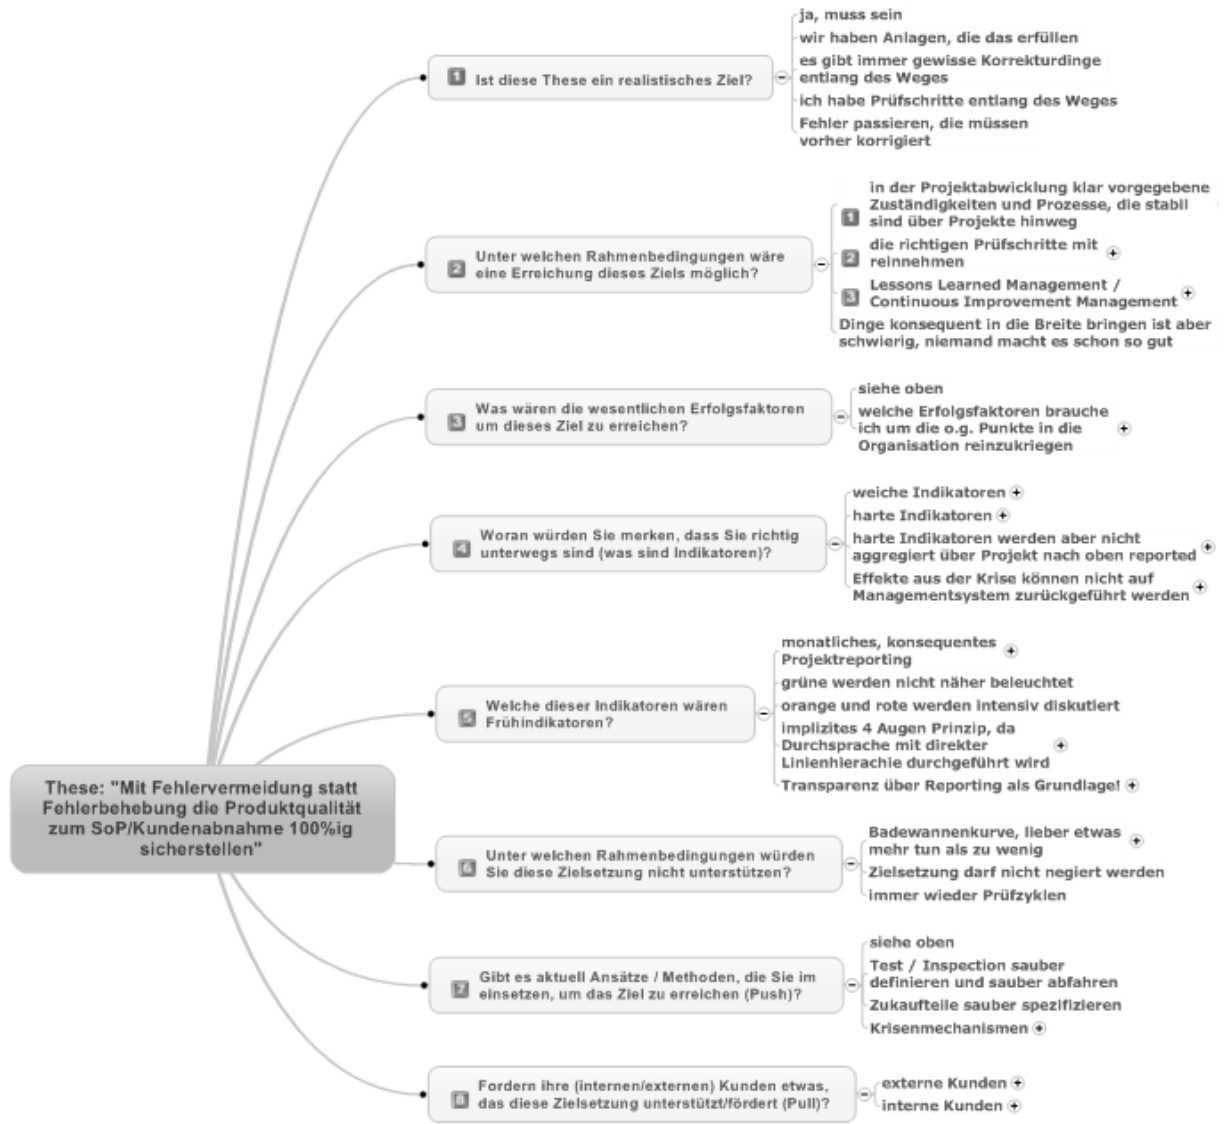 ja, muss sein
wir haben Anlagen, die das erfüllen
es gibt immer gewisse Korrekturdinge
entlang des Weges
1 Ist diese These ein realistisches Ziel?
ich habe Prüfschritte entlang des Weges
Fehler passieren, die müssen
vorher korrigiert
2 Unter welchen Rahmenbedingungen wäre
eine Erreichung dieses Ziels möglich?
1 in der Projektabwicklung klar vorgegebene
Zuständigkeiten und Prozesse, die stabil
sind über Projekte hinweg
2 die richtigen Prüfschritte mit
reinnehmen
3 Lessons Learned Management /
Continuous Improvement Management
Dinge konsequent in die Breite bringen ist aber
schwierig, niemand macht es schon so gut
3 Was wären die wesentlichen Erfolgsfaktoren
um dieses Ziel zu erreichen?
siehe oben
welche Erfolgsfaktoren brauche
ich um die o.g. Punkte in die
Organisation reinzukriegen
4 Woran würden Sie merken, dass Sie richtig
unterwegs sind (was sind Indikatoren)?
weiche Indikatoren
harte Indikatoren
harte Indikatoren werden aber nicht
aggregiert über Projekt nach oben reported
Effekte aus der Krise können nicht auf
Managementsystem zurückgeführt werden
5 Welche dieser Indikatoren wären
Frühindikatoren?
monatliches, konsequentes
Projektreporting
grüne werden nicht näher beleuchtet
orange und rote werden intensiv diskutiert
implizites 4 Augen Prinzip, da
Durchsprache mit direkter
Linienhierachie durchgeführt wird
Transparenz über Reporting als Grundlage!
These: "Mit Fehlervermeidung statt
Fehlerbehebung die Produktqualität
zum SoP/Kundenabnahme 100%ig
sicherstellen"
6 Unter welchen Rahmenbedingungen würden
Sie diese Zielsetzung nicht unterstützen?
Badewannenkurve, lieber etwas
mehr tun als zu wenig
Zielsetzung darf nicht negiert werden
immer wieder Prüfzyklen
7 Gibt es aktuell Ansätze / Methoden, die Sie im
einsetzen, um das Ziel zu erreichen (Push)?
siehe oben
Test / Inspection sauber
definieren und sauber abfahren
Zukaufteile sauber spezifizieren
Krisenmechanismen
8 Fordern ihre (internen/externen) Kunden etwas,
das diese Zielsetzung unterstützt/fördert (Pull)?
externe Kunden
interne Kunden